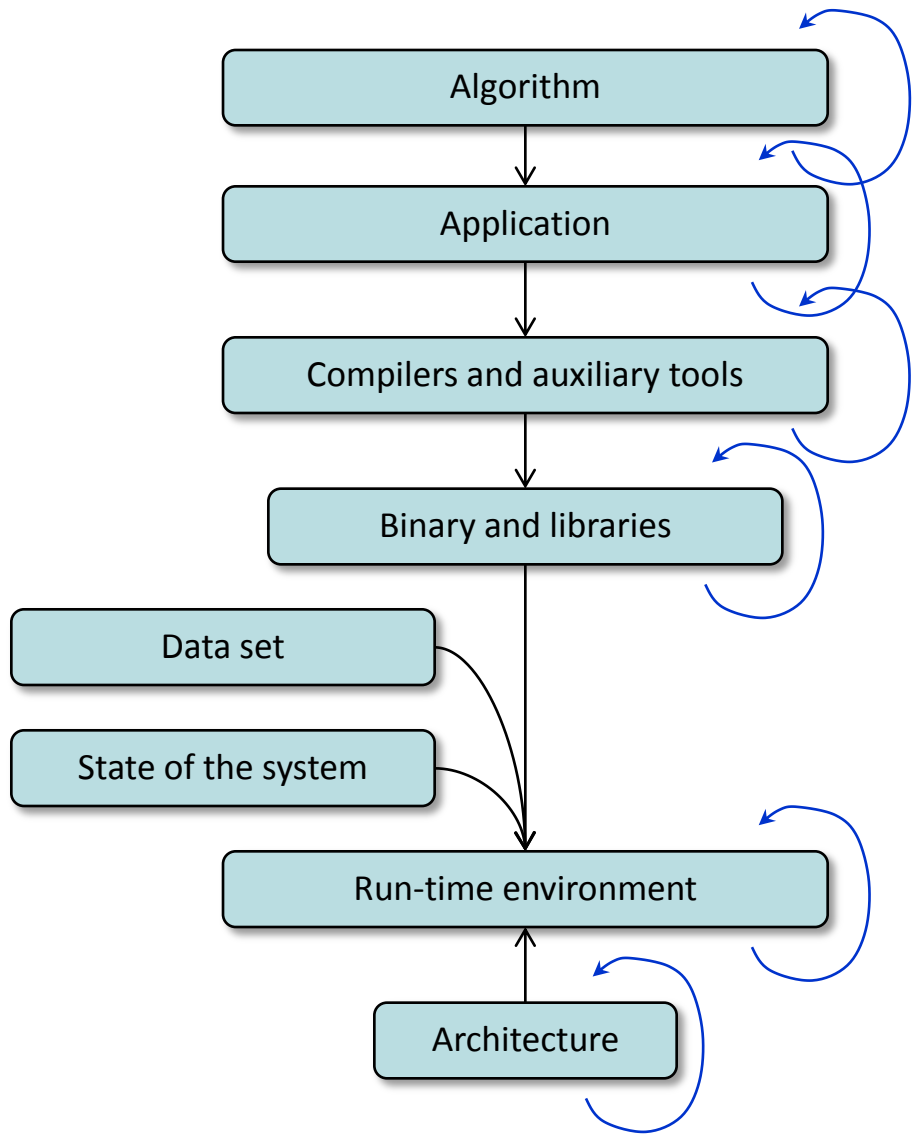 Algorithm
Application
Compilers and auxiliary tools
Binary and libraries
Data set
State of the system
Run-time environment
Architecture